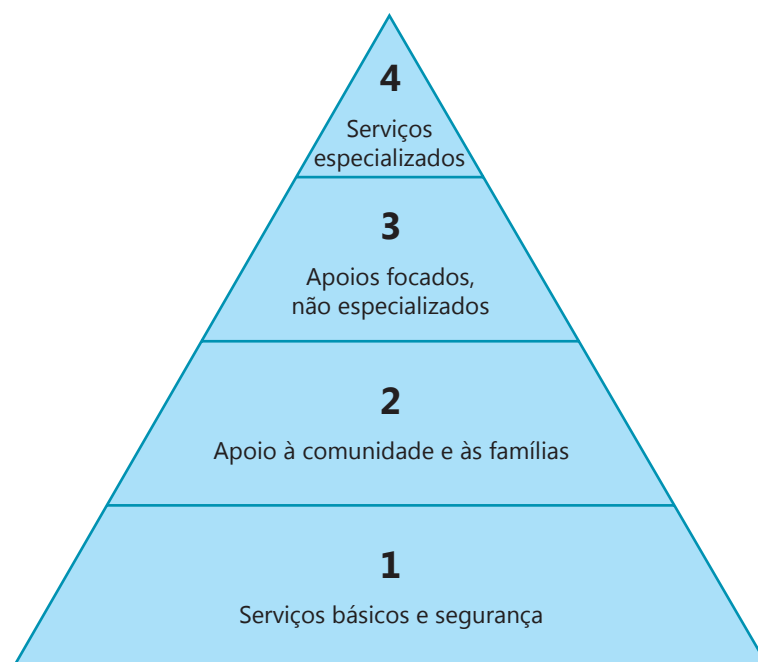 4
Serviços
especializados
3
Apoios focados,
não especializados
2
Apoio à comunidade e às famílias
1
Serviços básicos e segurança